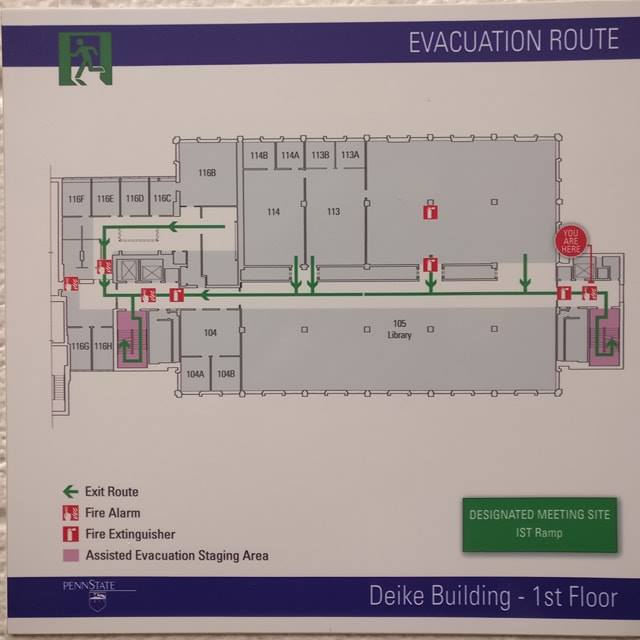 EVACUATION ROUTE
114B
114A
113B
113A
116B
116F
116E
116D
116C
114
113
YOU
ARE
HERE
104
105
Library
116G
116H
104A
104B
Exit Route
Fire Alarm
Fire Extinguisher
Assisted Evacuation Staging Area
DESIGNATED MEETING SITE
IST Ramp
PENNSTATE
Deike Building - 1st Floor